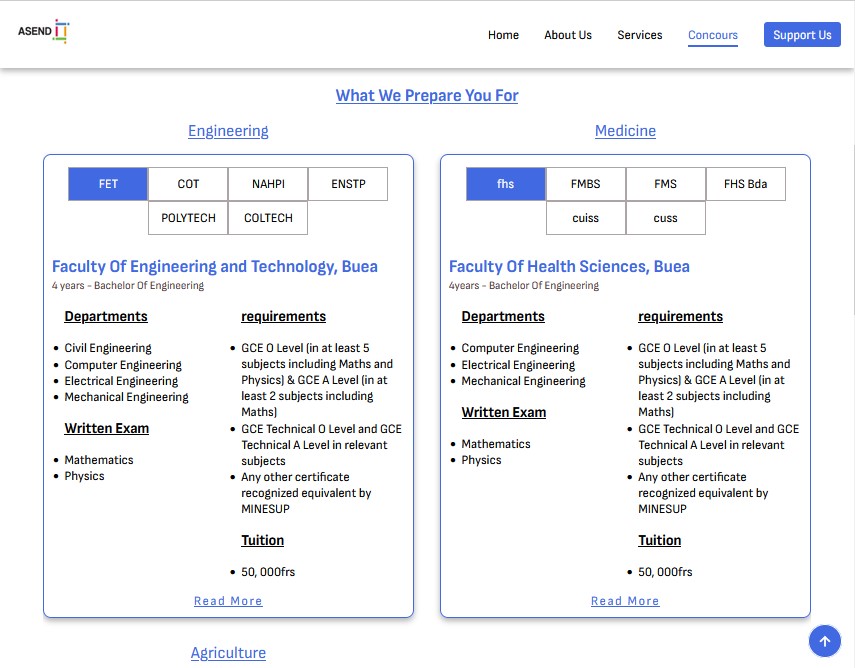 ASEND IT
Home About Us Services Concours Support Us
What We Prepare You For
Engineering
FET COT NAHPI ENSTP
POLYTECH COLTECH
Faculty Of Engineering and Technology, Buea
4 years - Bachelor Of Engineering
Departments
Civil Engineering
Computer Engineering
Electrical Engineering
Mechanical Engineering
Written Exam
Mathematics
Physics
requirements
GCE O Level (in at least 5
subjects including Maths and
Physics) & GCE A Level (in at
least 2 subjects including
Maths)
GCE Technical O Level and GCE
Technical A Level in relevant
subjects
Any other certificate
recognized equivalent by
MINESUP
Tuition
50, 000frs
Read More
Medicine
fhs FMBS FMS FHS Bda
cuiss cuss
Faculty Of Health Sciences, Buea
4years - Bachelor Of Engineering
Departments
Computer Engineering
Electrical Engineering
Mechanical Engineering
Written Exam
Mathematics
Physics
requirements
GCE O Level (in at least 5
subjects including Maths and
Physics) & GCE A Level (in at
least 2 subjects including
Maths)
GCE Technical O Level and GCE
Technical A Level in relevant
subjects
Any other certificate
recognized equivalent by
MINESUP
Tuition
50, 000frs
Read More
Agriculture